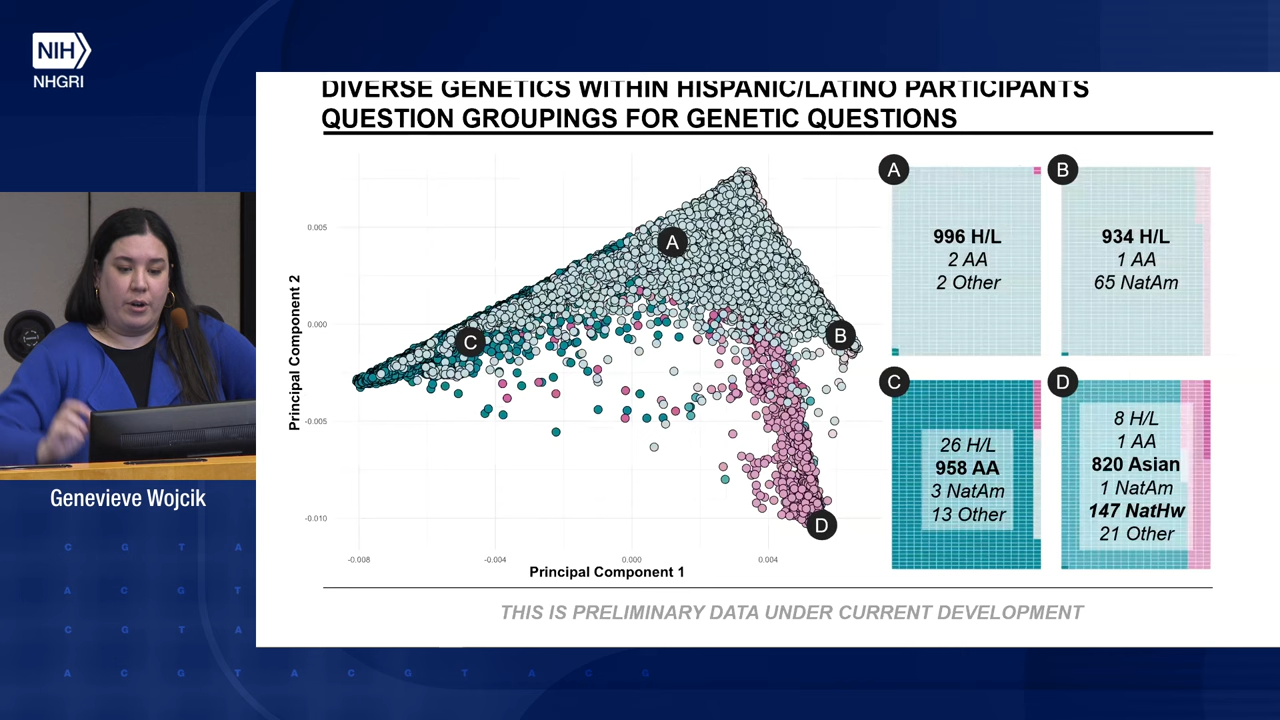 NIH
NHGRI
DIVERSE GENETICS WITHIN HISPANIC/LATINO PARTICIPANTS
QUESTION GROUPINGS FOR GENETIC QUESTIONS
Principal Component 2
0.005
0.000
-0.005
-0.010
-0.008
-0.004
0.000
0.004
Principal Component 1
A
B
C
D
A
996 H/L
2 AA
2 Other
B
934 H/L
1 AA
65 NatAm
C
26 H/L
958 AA
3 NatAm
13 Other
D
8 H/L
1 AA
820 Asian
1 NatAm
147 NatHw
21 Other
THIS IS PRELIMINARY DATA UNDER CURRENT DEVELOPMENT
Genevieve Wojcik
C G T A
A C G T
C G T A
A C G T A C G T A C G